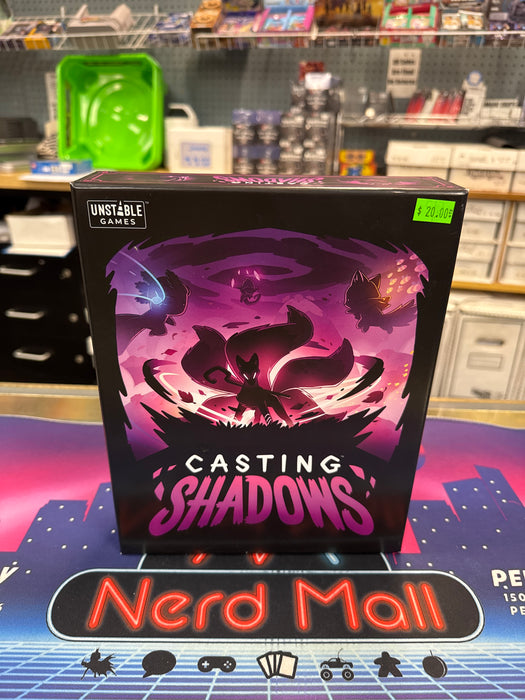 UNSTABLE
GAMES
$ 20.00
CASTING
SHADOWS
Nerd Mall